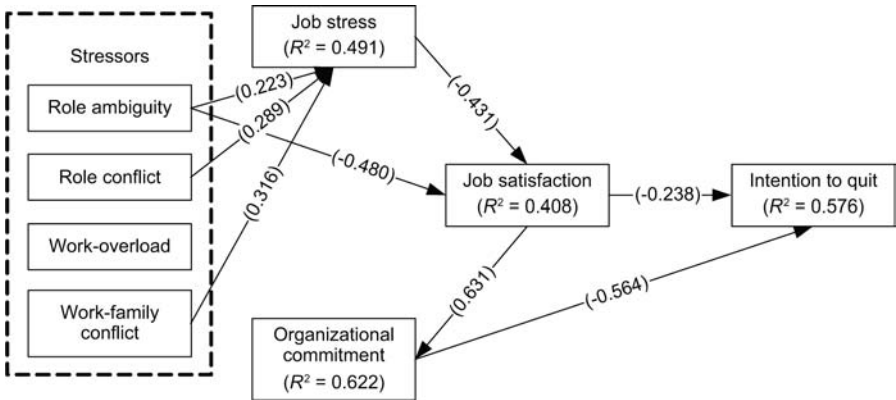 Stressors
Role ambiguity
Role conflict
Work-overload
Work-family
conflict
Job stress
(R² = 0.491)
(0.223)
(0.289)
(0.316)
(-0.431)
(-0.480)
Job satisfaction
(R² = 0.408)
(-0.238)
Intention to quit
(R² = 0.576)
(0.631)
(-0.564)
Organizational
commitment
(R² = 0.622)